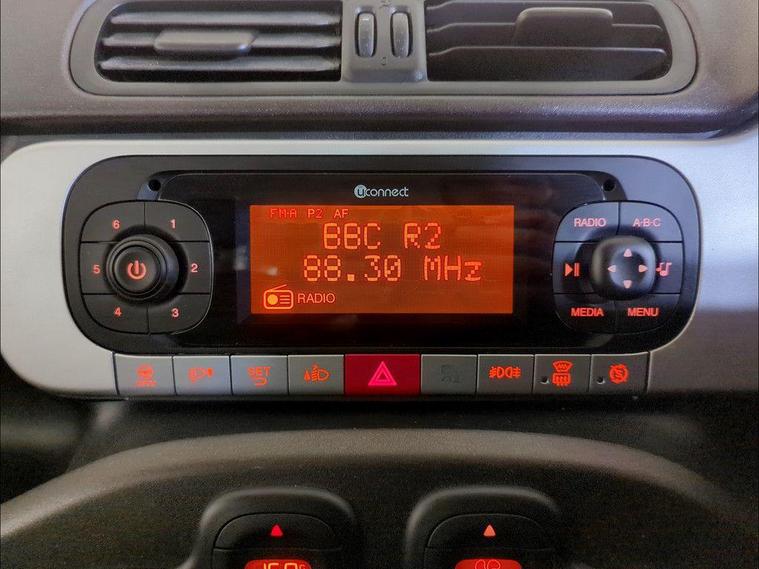 uconnect
FM-A P2 AF
BBC R2
88.30 MHz
RADIO
6 1
5 2
4 3
RADIO A-B-C
MEDIA MENU
SET